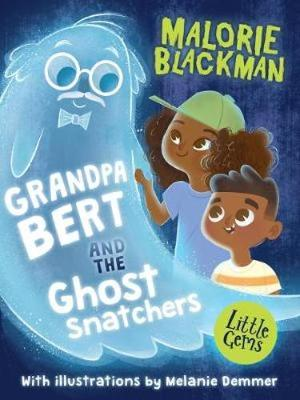 MALORIE
BLACKMAN
GRANDPA
BERT
AND
THE
Ghost
Snatchers
Little
Gems
With illustrations by Melanie Demmer